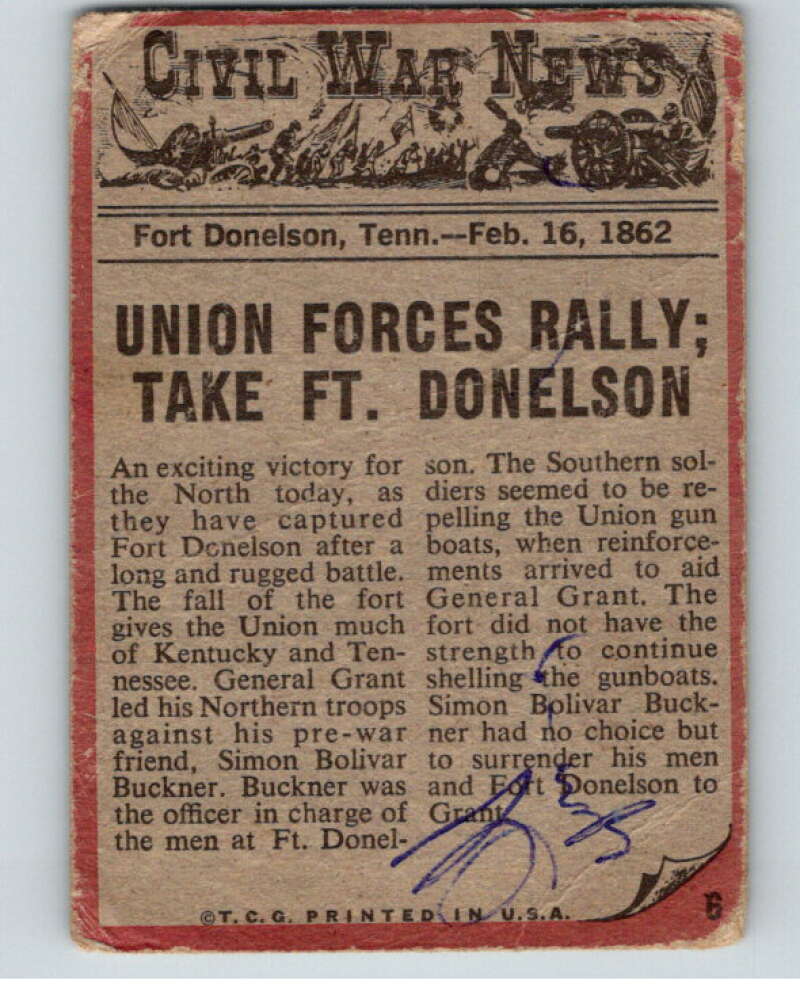 CIVIL WAR NEWS
Fort Donelson, Tenn.--Feb. 16, 1862
UNION FORCES RALLY;
TAKE FT. DONELSON
An exciting victory for
the North today, as
they have captured
Fort Donelson after a
long and rugged battle.
The fall of the fort
gives the Union much
of Kentucky and Ten-
nessee. General Grant
led his Northern troops
against his pre-war
friend, Simon Bolivar
Buckner. Buckner was
the officer in charge of
the men at Ft. Donel-
son. The Southern sol-
diers seemed to be re-
pelling the Union gun
boats, when reinforce-
ments arrived to aid
General Grant. The
fort did not have the
strength to continue
shelling the gunboats.
Simon Bolivar Buck-
ner had no choice but
to surrender his men
and Fort Donelson to
Grant.
©T.C.G. PRINTED IN U.S.A.
6